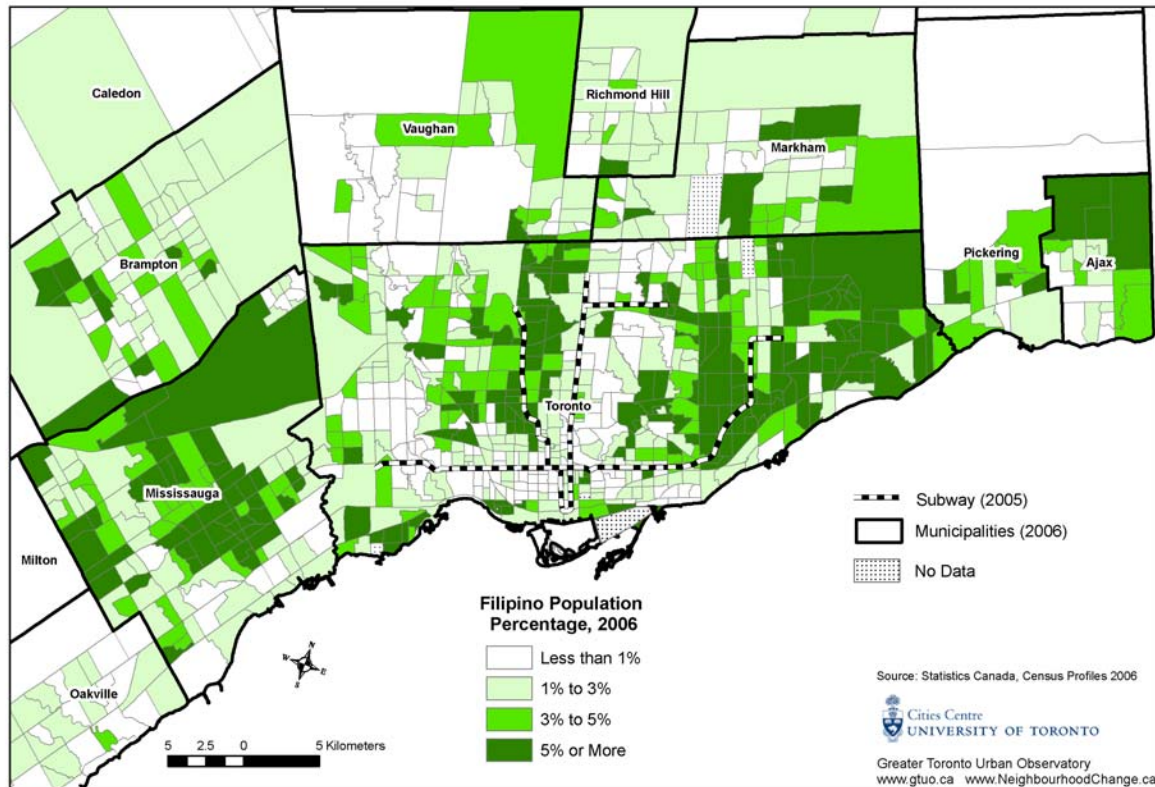 Caledon
Richmond Hill
Vaughan
Markham
Brampton
Pickering
Ajax
Toronto
Mississauga
Milton
Oakville
Subway (2005)
Municipalities (2006)
No Data
Filipino Population
Percentage, 2006
Less than 1%
1% to 3%
3% to 5%
5% or More
N
W
E
S
5 2.5 0 5 Kilometers
Source: Statistics Canada, Census Profiles 2006
Cities Centre
UNIVERSITY OF TORONTO
Greater Toronto Urban Observatory
www.gtuo.ca www.NeighbourhoodChange.ca